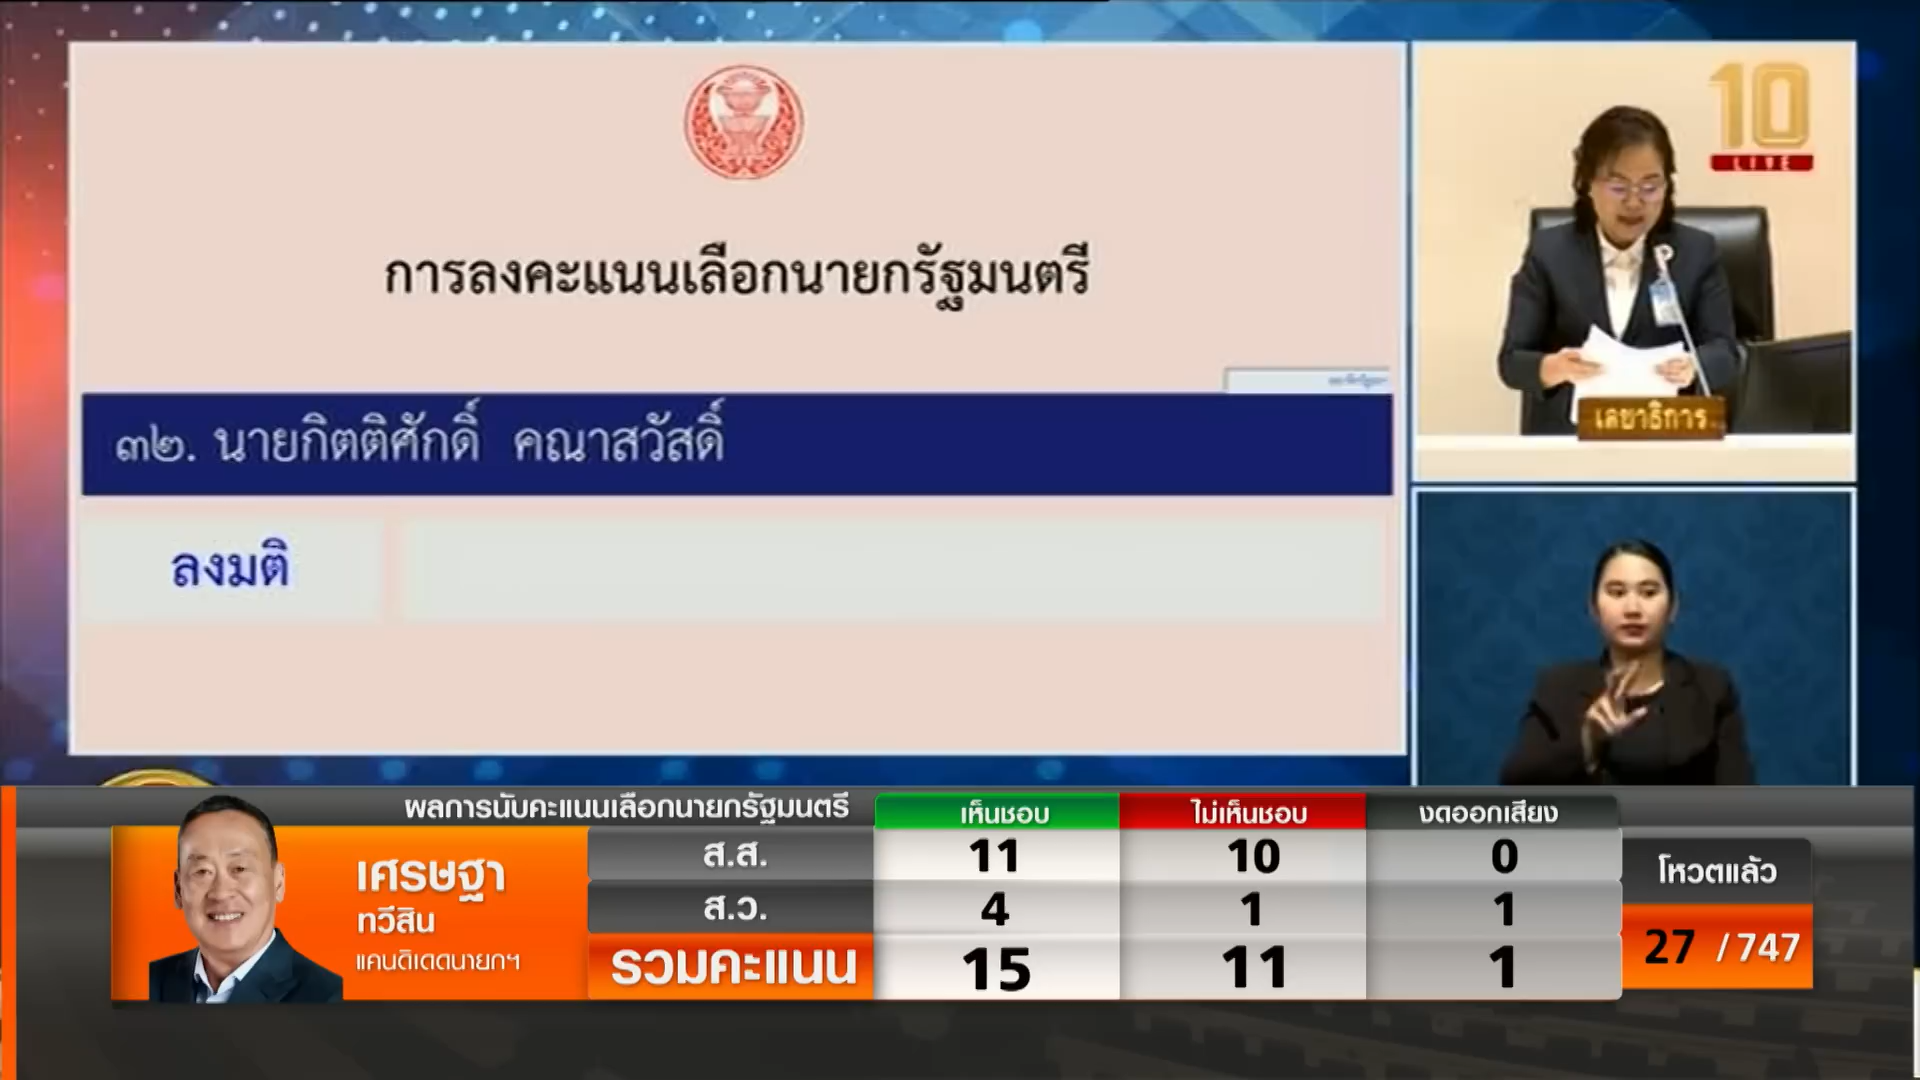 10
LIVE
การลงคะแนนเลือกนายกรัฐมนตรี
๓๒. นายกิตติศักดิ์ คณาสวัสดิ์
ลงมติ
เลขาธิการ
ผลการนับคะแนนเลือกนายกรัฐมนตรี
เห็นชอบ ไม่เห็นชอบ งดออกเสียง
ส.ส. 11 10 0
ส.ว. 4 1 1
รวมคะแนน 15 11 1
เศรษฐา
ทวีสิน
แคนดิเดตนายกฯ
โหวตแล้ว
27 / 747